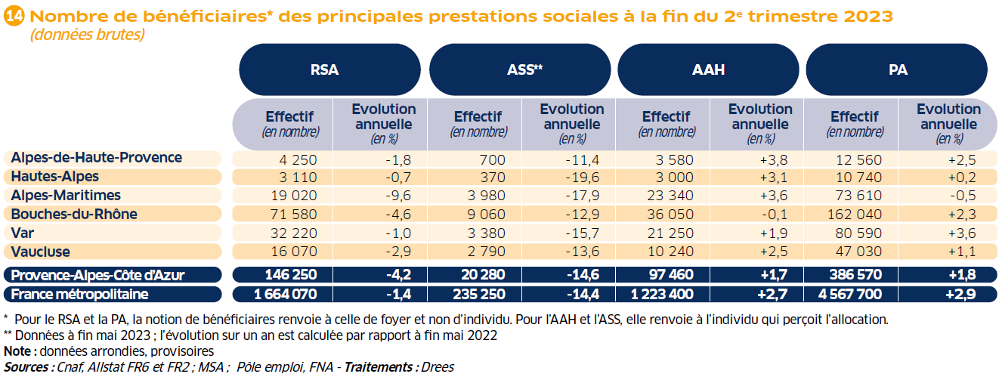 14 Nombre de bénéficiaires* des principales prestations sociales à la fin du 2e trimestre 2023
(données brutes)
RSA ASS** AAH PA
Effectif (en nombre) Evolution annuelle (en %) Effectif (en nombre) Evolution annuelle (en %) Effectif (en nombre) Evolution annuelle (en %) Effectif (en nombre) Evolution annuelle (en %)
Alpes-de-Haute-Provence 4 250 -1,8 700 -11,4 3 580 +3,8 12 560 +2,5
Hautes-Alpes 3 110 -0,7 370 -19,6 3 000 +3,1 10 740 +0,2
Alpes-Maritimes 19 020 -9,6 3 980 -17,9 23 340 +3,6 73 610 -0,5
Bouches-du-Rhône 71 580 -4,6 9 060 -12,9 36 050 -0,1 162 040 +2,3
Var 32 220 -1,0 3 380 -15,7 21 250 +1,9 80 590 +3,6
Vaucluse 16 070 -2,9 2 790 -13,6 10 240 +2,5 47 030 +1,1
Provence-Alpes-Côte d'Azur 146 250 -4,2 20 280 -14,6 97 460 +1,7 386 570 +1,8
France métropolitaine 1 664 070 -1,4 235 250 -14,4 1 223 400 +2,7 4 567 700 +2,9
* Pour le RSA et la PA, la notion de bénéficiaires renvoie à celle de foyer et non d'individu. Pour l'AAH et l'ASS, elle renvoie à l'individu qui perçoit l'allocation.
** Données à fin mai 2023 ; l'évolution sur un an est calculée par rapport à fin mai 2022
Note : données arrondies, provisoires
Sources : Cnaf, Allstat FR6 et FR2 ; MSA ; Pôle emploi, FNA - Traitements : Drees